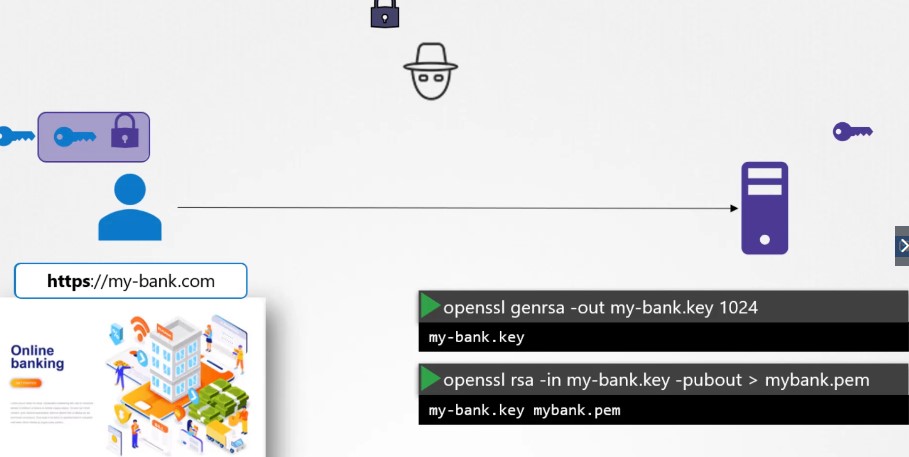 https://my-bank.com
Online
banking
openssl genrsa -out my-bank.key 1024
my-bank.key
openssl rsa -in my-bank.key -pubout > mybank.pem
my-bank.key mybank.pem